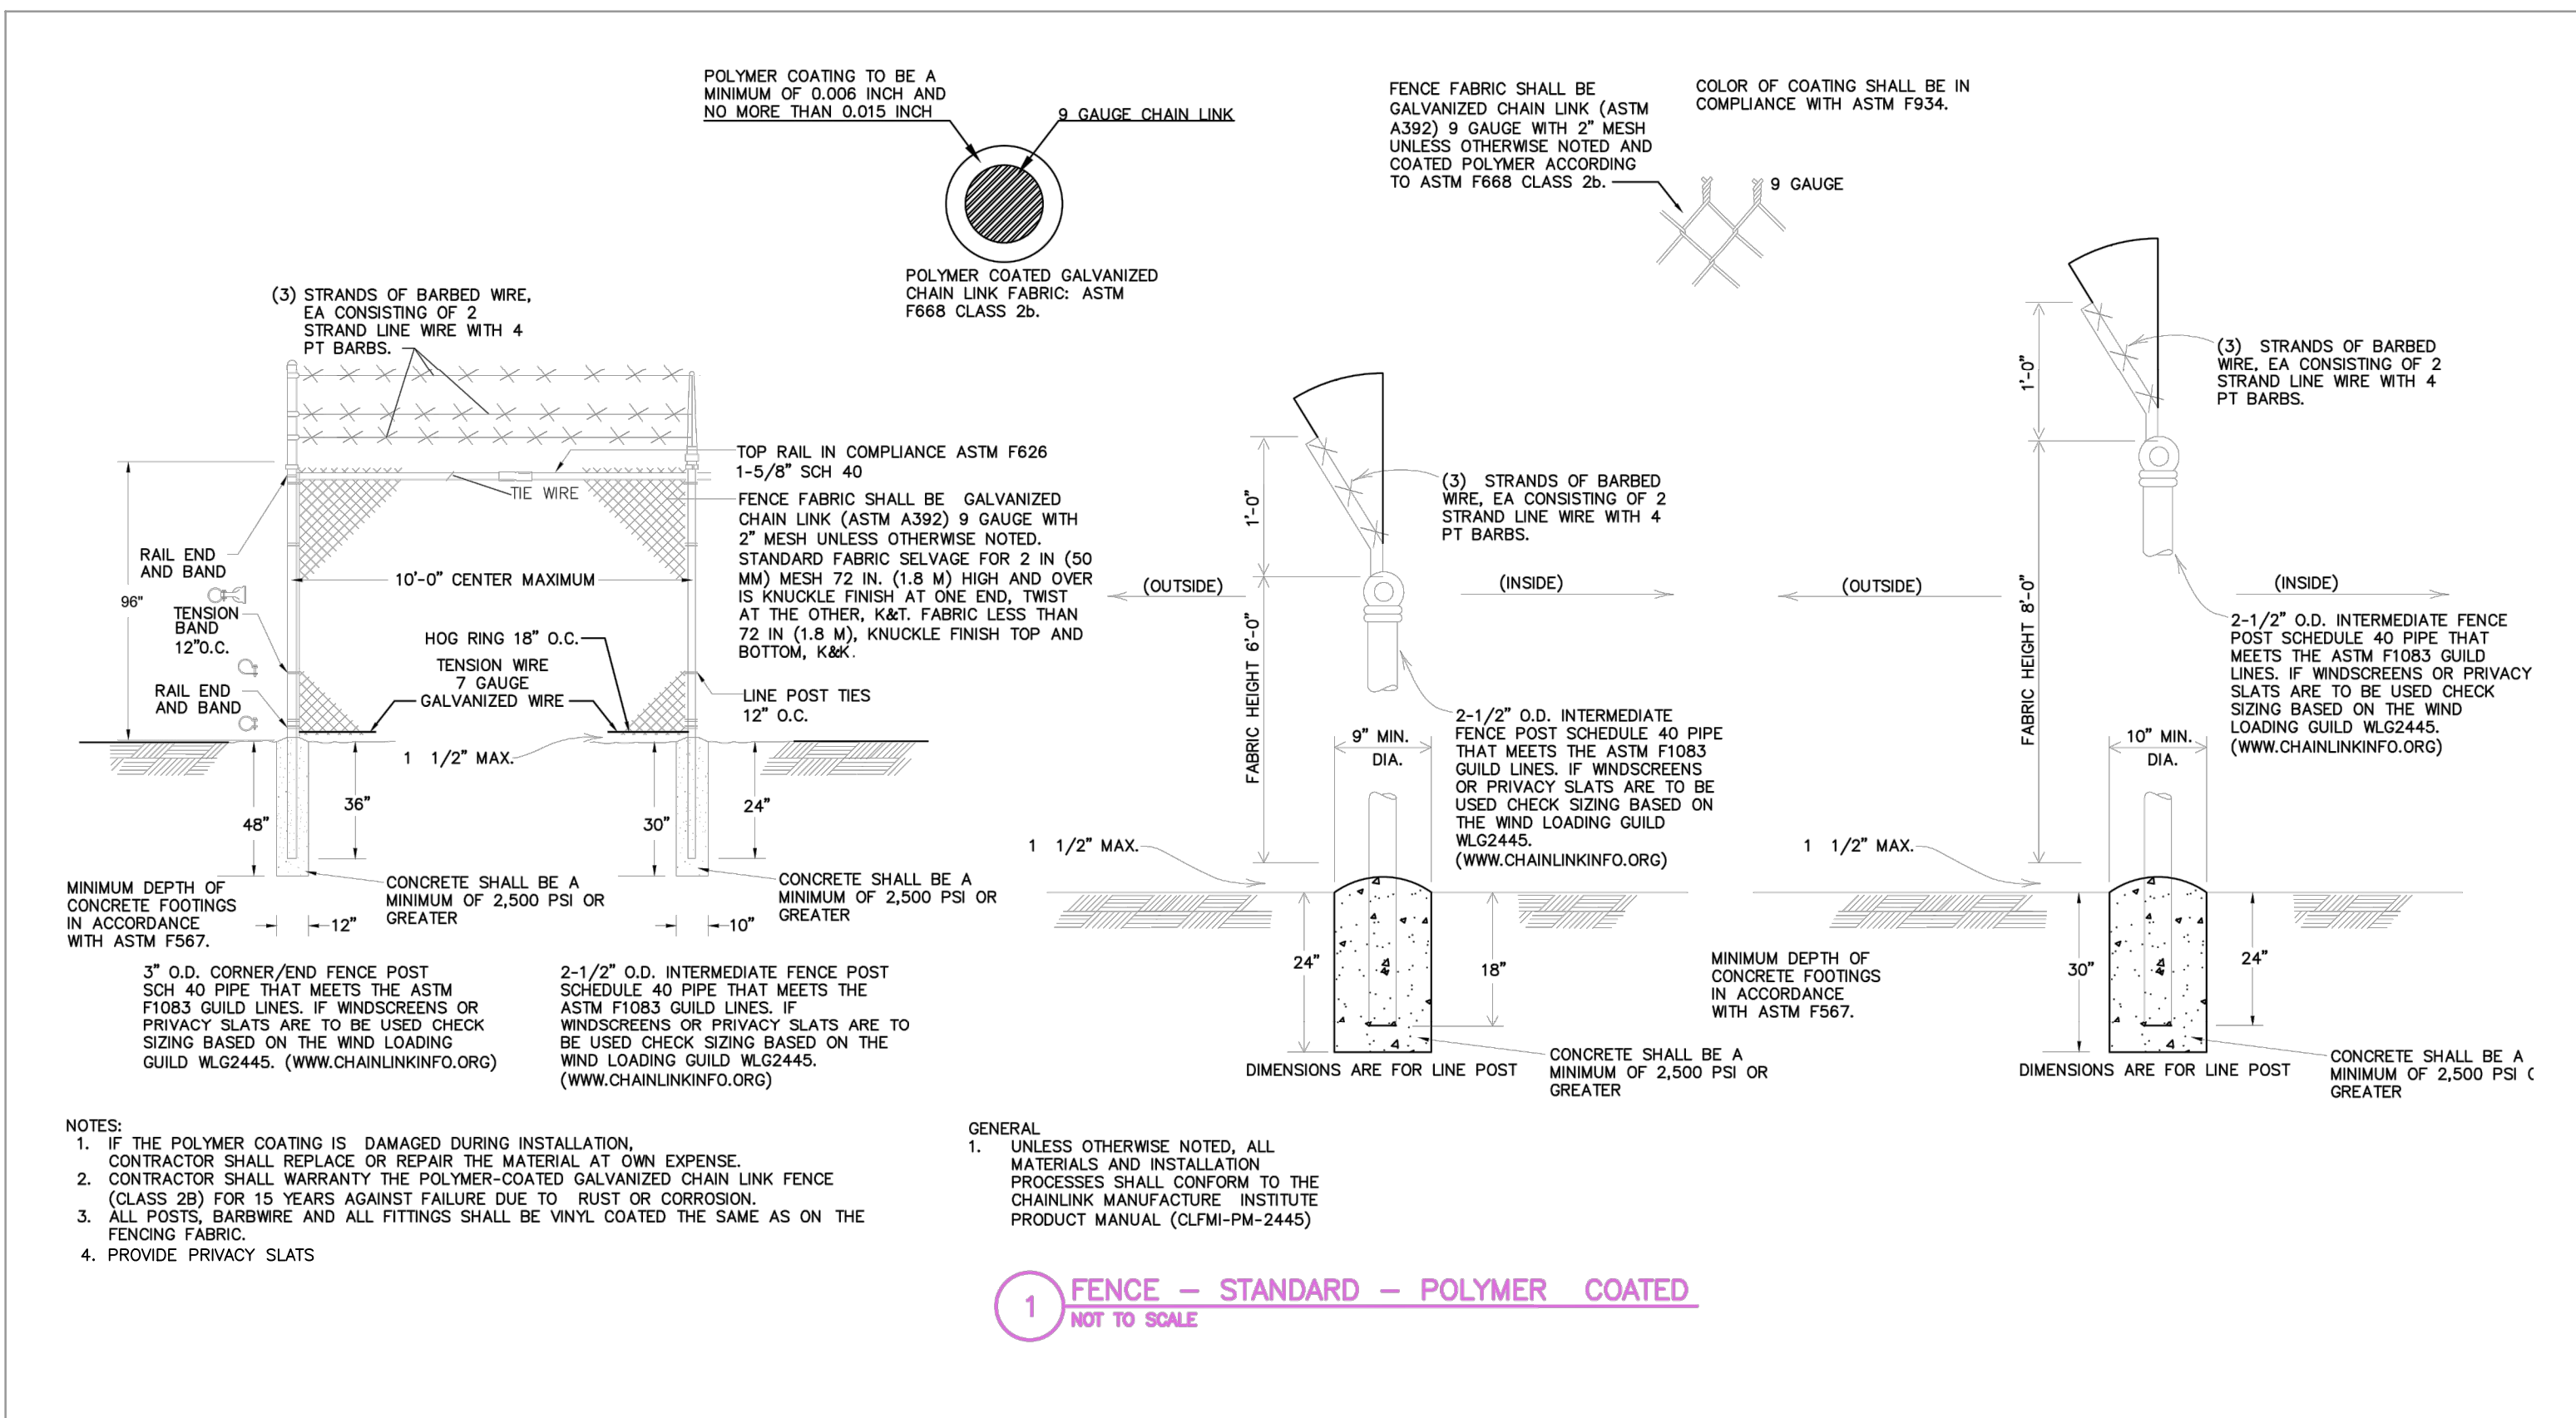 POLYMER COATING TO BE A
MINIMUM OF 0.006 INCH AND
NO MORE THAN 0.015 INCH
9 GAUGE CHAIN LINK
POLYMER COATED GALVANIZED
CHAIN LINK FABRIC: ASTM
F668 CLASS 2b.
FENCE FABRIC SHALL BE
GALVANIZED CHAIN LINK (ASTM
A392) 9 GAUGE WITH 2" MESH
UNLESS OTHERWISE NOTED AND
COATED POLYMER ACCORDING
TO ASTM F668 CLASS 2b.
COLOR OF COATING SHALL BE IN
COMPLIANCE WITH ASTM F934.
9 GAUGE
(3) STRANDS OF BARBED WIRE,
EA CONSISTING OF 2
STRAND LINE WIRE WITH 4
PT BARBS.
TOP RAIL IN COMPLIANCE ASTM F626
1-5/8" SCH 40
TIE WIRE
FENCE FABRIC SHALL BE GALVANIZED
CHAIN LINK (ASTM A392) 9 GAUGE WITH
2" MESH UNLESS OTHERWISE NOTED.
STANDARD FABRIC SELVAGE FOR 2 IN (50
MM) MESH 72 IN. (1.8 M) HIGH AND OVER
IS KNUCKLE FINISH AT ONE END, TWIST
AT THE OTHER, K&T. FABRIC LESS THAN
72 IN (1.8 M), KNUCKLE FINISH TOP AND
BOTTOM, K&K.
RAIL END
AND BAND
10'-0" CENTER MAXIMUM
96"
TENSION
BAND
12"O.C.
HOG RING 18" O.C.
TENSION WIRE
7 GAUGE
GALVANIZED WIRE
RAIL END
AND BAND
LINE POST TIES
12" O.C.
1 1/2" MAX.
36"
48"
30"
24"
MINIMUM DEPTH OF
CONCRETE FOOTINGS
IN ACCORDANCE
WITH ASTM F567.
CONCRETE SHALL BE A
MINIMUM OF 2,500 PSI OR
GREATER
CONCRETE SHALL BE A
MINIMUM OF 2,500 PSI OR
GREATER
12"
10"
3" O.D. CORNER/END FENCE POST
SCH 40 PIPE THAT MEETS THE ASTM
F1083 GUILD LINES. IF WINDSCREENS OR
PRIVACY SLATS ARE TO BE USED CHECK
SIZING BASED ON THE WIND LOADING
GUILD WLG2445. (WWW.CHAINLINKINFO.ORG)
2-1/2" O.D. INTERMEDIATE FENCE POST
SCHEDULE 40 PIPE THAT MEETS THE
ASTM F1083 GUILD LINES. IF
WINDSCREENS OR PRIVACY SLATS ARE TO
BE USED CHECK SIZING BASED ON THE
WIND LOADING GUILD WLG2445.
(WWW.CHAINLINKINFO.ORG)
1'-0"
(3) STRANDS OF BARBED
WIRE, EA CONSISTING OF 2
STRAND LINE WIRE WITH 4
PT BARBS.
(OUTSIDE)
(INSIDE)
FABRIC HEIGHT 6'-0"
2-1/2" O.D. INTERMEDIATE
FENCE POST SCHEDULE 40 PIPE
THAT MEETS THE ASTM F1083
GUILD LINES. IF WINDSCREENS
OR PRIVACY SLATS ARE TO BE
USED CHECK SIZING BASED ON
THE WIND LOADING GUILD
WLG2445.
(WWW.CHAINLINKINFO.ORG)
9" MIN.
DIA.
1 1/2" MAX.
24"
18"
CONCRETE SHALL BE A
MINIMUM OF 2,500 PSI OR
GREATER
DIMENSIONS ARE FOR LINE POST
1'-0"
(3) STRANDS OF BARBED
WIRE, EA CONSISTING OF 2
STRAND LINE WIRE WITH 4
PT BARBS.
(OUTSIDE)
(INSIDE)
FABRIC HEIGHT 8'-0"
2-1/2" O.D. INTERMEDIATE FENCE
POST SCHEDULE 40 PIPE THAT
MEETS THE ASTM F1083 GUILD
LINES. IF WINDSCREENS OR PRIVACY
SLATS ARE TO BE USED CHECK
SIZING BASED ON THE WIND
LOADING GUILD WLG2445.
(WWW.CHAINLINKINFO.ORG)
10" MIN.
DIA.
1 1/2" MAX.
MINIMUM DEPTH OF
CONCRETE FOOTINGS
IN ACCORDANCE
WITH ASTM F567.
30"
24"
CONCRETE SHALL BE A
MINIMUM OF 2,500 PSI
GREATER
DIMENSIONS ARE FOR LINE POST
NOTES:
1. IF THE POLYMER COATING IS DAMAGED DURING INSTALLATION,
CONTRACTOR SHALL REPLACE OR REPAIR THE MATERIAL AT OWN EXPENSE.
2. CONTRACTOR SHALL WARRANTY THE POLYMER-COATED GALVANIZED CHAIN LINK FENCE
(CLASS 2B) FOR 15 YEARS AGAINST FAILURE DUE TO RUST OR CORROSION.
3. ALL POSTS, BARBWIRE AND ALL FITTINGS SHALL BE VINYL COATED THE SAME AS ON THE
FENCING FABRIC.
4. PROVIDE PRIVACY SLATS
GENERAL
1. UNLESS OTHERWISE NOTED, ALL
MATERIALS AND INSTALLATION
PROCESSES SHALL CONFORM TO THE
CHAINLINK MANUFACTURE INSTITUTE
PRODUCT MANUAL (CLFMI-PM-2445)
1
FENCE – STANDARD – POLYMER COATED
NOT TO SCALE